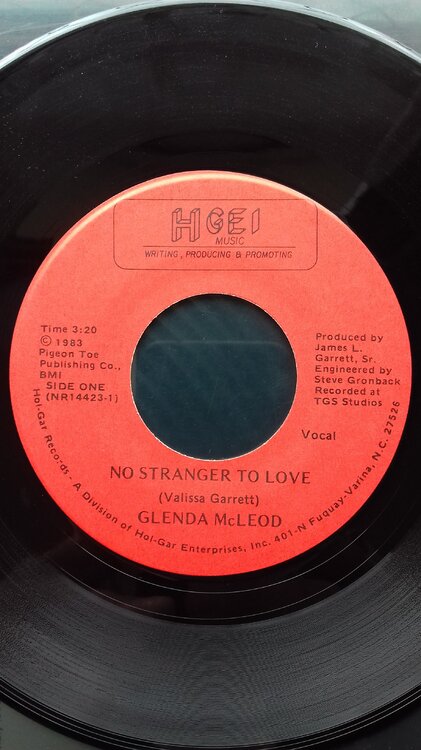 HGEI
MUSIC
WRITING, PRODUCING & PROMOTING
Time 3:20
© 1983
Pigeon Toe
Publishing Co.,
BMI
SIDE ONE
(NR14423-1)
Produced by
James L.
Garrett, Sr.
Engineered by
Steve Gronback
Recorded at
TGS Studios
Vocal
NO STRANGER TO LOVE
(Valissa Garrett)
GLENDA McLEOD
Hol-Gar Records - A Division of Hol-Gar Enterprises, Inc. 401-N Fuquay-Varina, N.C. 27526